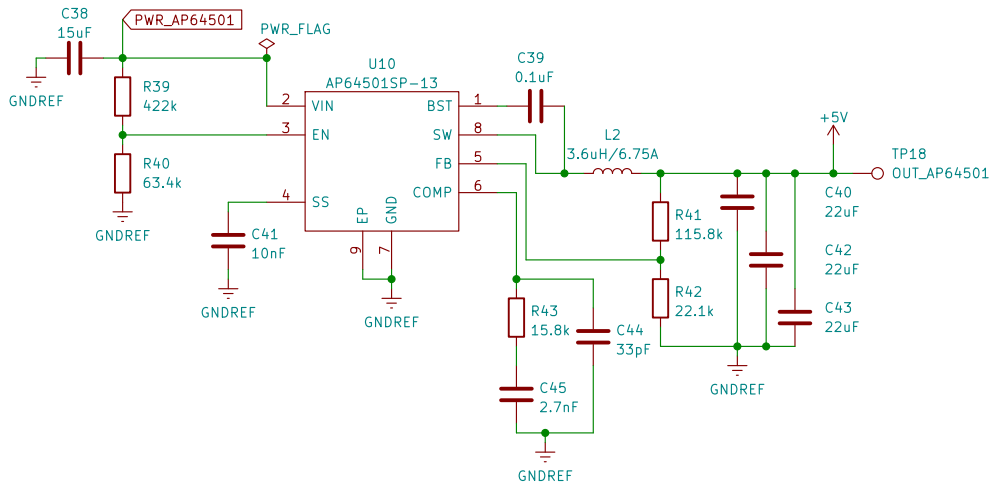 C38
15uF
PWR_AP64501
PWR_FLAG
GNDREF
R39
422k
R40
63.4k
GNDREF
U10
AP64501SP-13
2
VIN
3
EN
4
SS
BST
1
SW
8
FB
5
COMP
6
EP
GND
9
7
GNDREF
C41
10nF
GNDREF
C39
0.1uF
L2
3.6uH/6.75A
+5V
TP18
OUT_AP64501
R41
115.8k
R42
22.1k
C40
22uF
C42
22uF
C43
22uF
GNDREF
R43
15.8k
C44
33pF
C45
2.7nF
GNDREF